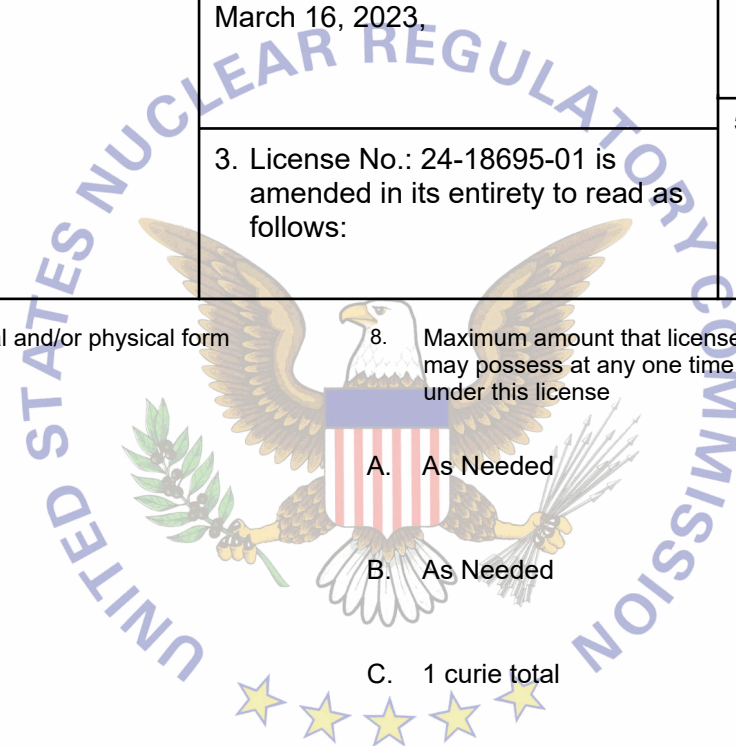 March 16, 2023,
3. License No.: 24-18695-01 is
amended in its entirety to read as
follows:
and/or physical form
8. Maximum amount that license
may possess at any one time
under this license
A. As Needed
B. As Needed
C. 1 curie total
UNITED STATES NUCLEAR REGULATORY COMMISSION